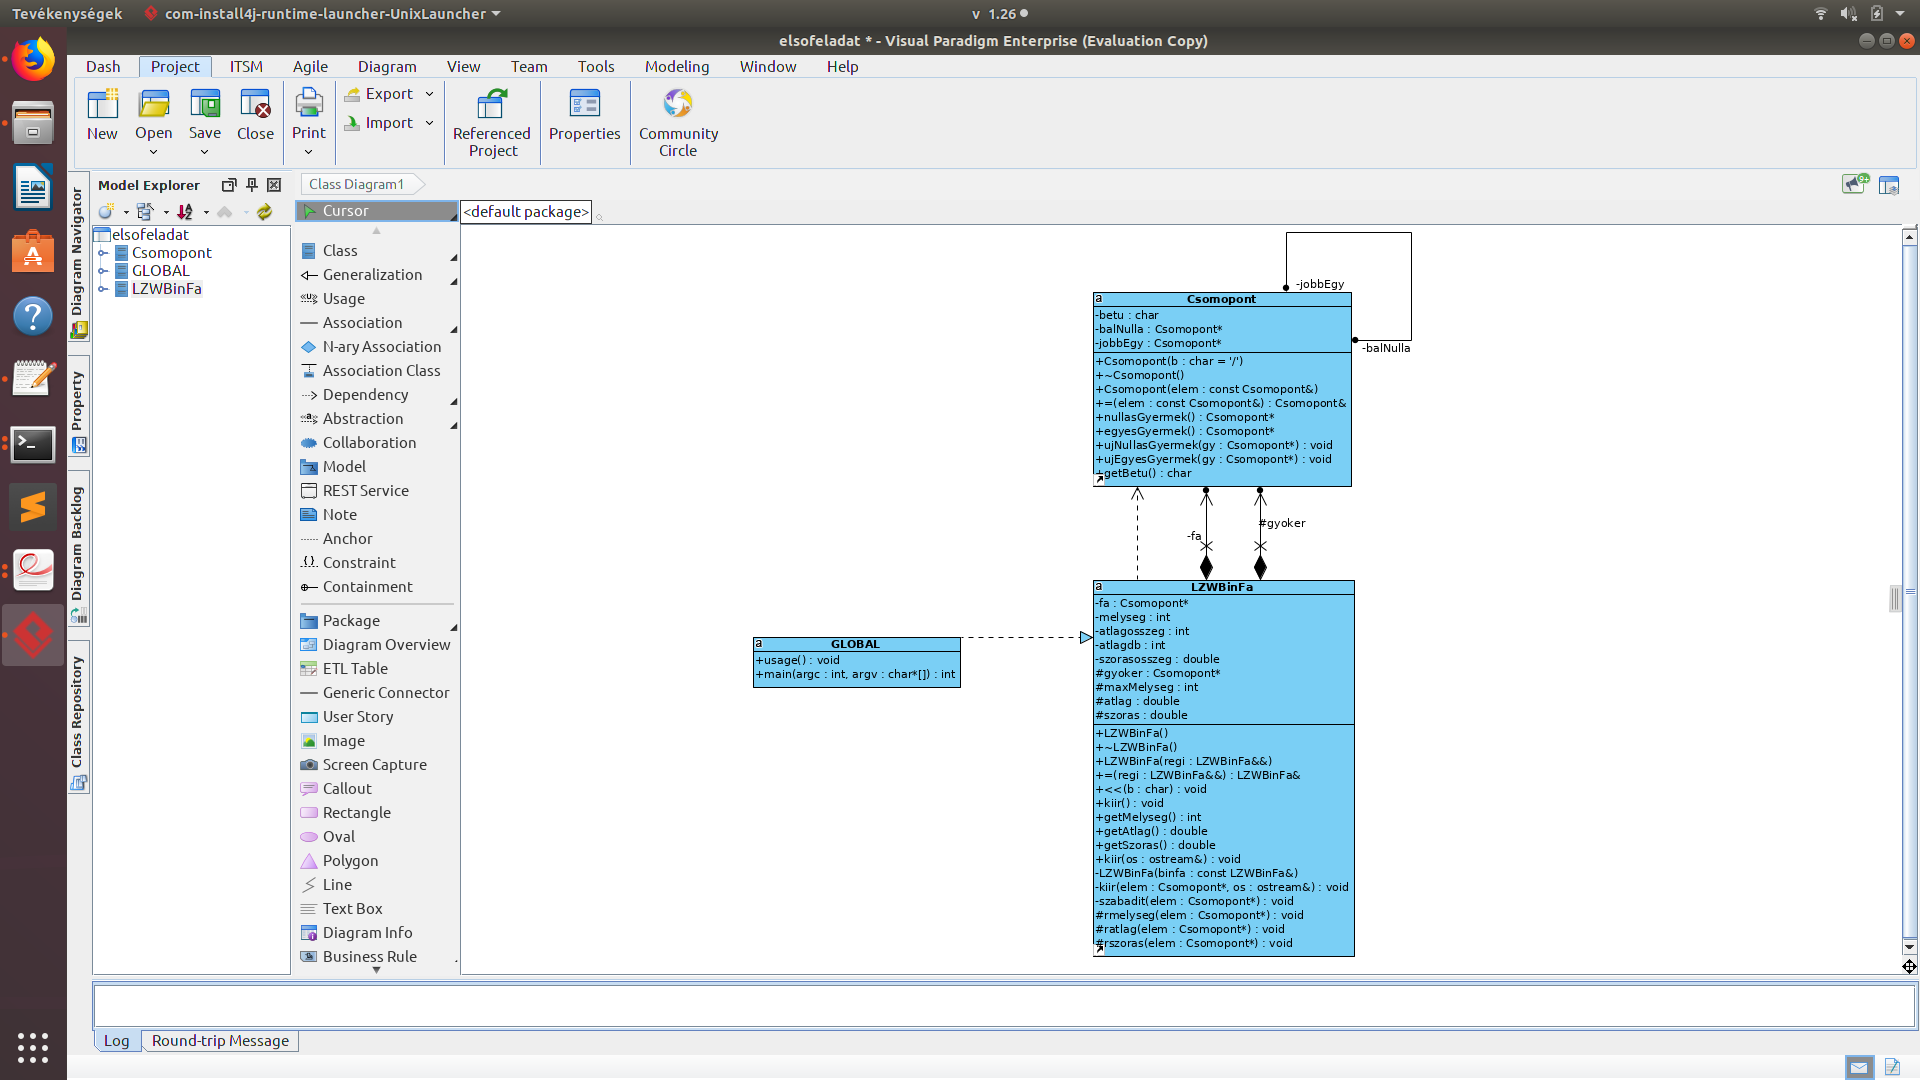 Tevékenységek
com-install4j-runtime-launcher-UnixLauncher
v 1.26
elsofeladat * - Visual Paradigm Enterprise (Evaluation Copy)
Dash Project ITSM Agile Diagram View Team Tools Modeling Window Help
New
Open
Save
Close
Print
Export
Import
Referenced
Project
Properties
Community
Circle
Diagram Navigator
Property
Diagram Backlog
Class Repository
Model Explorer
elsofeladat
Csomopont
GLOBAL
LZWBinFa
Class Diagram1
9+
<default package>
Cursor
Class
Generalization
Usage
Association
N-ary Association
Association Class
Dependency
Abstraction
Collaboration
Model
REST Service
Note
Anchor
Constraint
Containment
Package
Diagram Overview
ETL Table
Generic Connector
User Story
Image
Screen Capture
Callout
Rectangle
Oval
Polygon
Line
Text Box
Diagram Info
Business Rule
-jobbEgy
-balNulla
a
Csomopont
-betu : char
-balNulla : Csomopont*
-jobbEgy : Csomopont*
+Csomopont(b : char = '/')
+~Csomopont()
+Csomopont(elem : const Csomopont&)
+=(elem : const Csomopont&) : Csomopont&
+nullasGyermek() : Csomopont*
+egyesGyermek() : Csomopont*
+ujNullasGyermek(gy : Csomopont*) : void
+ujEgyesGyermek(gy : Csomopont*) : void
+getBetu() : char
#gyoker
-fa
a
LZWBinFa
-fa : Csomopont*
-melyseg : int
-atlagosszeg : int
-atlagdb : int
-szorasosszeg : double
#gyoker : Csomopont*
#maxMelyseg : int
#atlag : double
#szoras : double
+LZWBinFa()
+~LZWBinFa()
+LZWBinFa(regi : LZWBinFa&&)
+=(regi : LZWBinFa&&) : LZWBinFa&
+<<(b : char) : void
+kiir() : void
+getMelyseg() : int
+getAtlag() : double
+getSzoras() : double
+kiir(os : ostream&) : void
-LZWBinFa(binfa : const LZWBinFa&)
-kiir(elem : Csomopont*, os : ostream&) : void
-szabadit(elem : Csomopont*) : void
#rmelyseg(elem : Csomopont*) : void
#ratlag(elem : Csomopont*) : void
#rszoras(elem : Csomopont*) : void
a
GLOBAL
+usage() : void
+main(argc : int, argv : char*[]) : int
Log
Round-trip Message